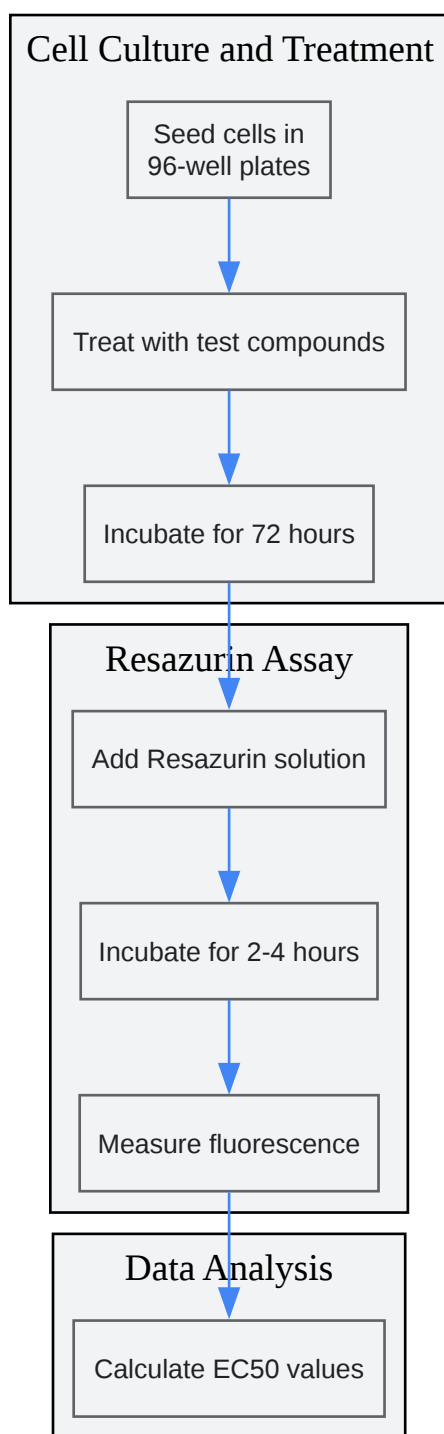 Cell Culture and Treatment
Seed cells in
96-well plates
Treat with test compounds
Incubate for 72 hours
Resazurin Assay
Add Resazurin solution
Incubate for 2-4 hours
Measure fluorescence
Data Analysis
Calculate EC50 values